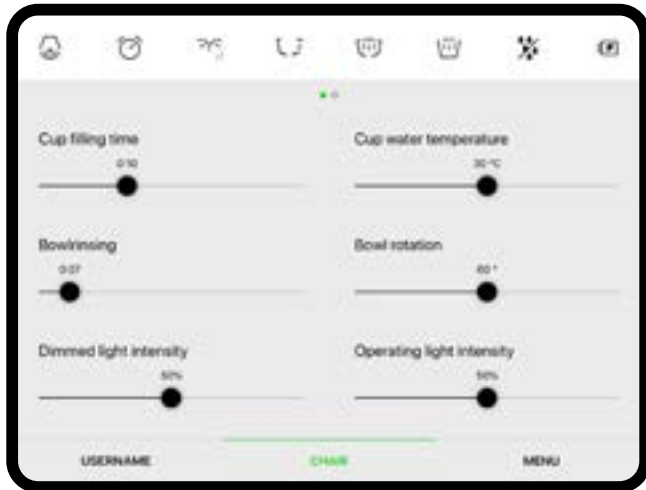 Cup filling time
0:10
Cup water temperature
30 °C
Bowlrinsing
0:07
Bowl rotation
60 °
Dimmed light intensity
50%
Operating light intensity
50%
USERNAME
CHAIR
MENU